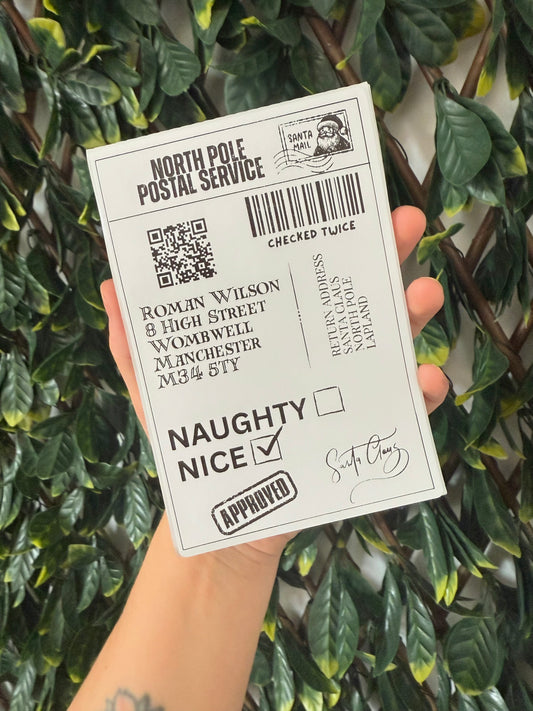 NORTH POLE
POSTAL SERVICE
SANTA
MAIL
CHECKED TWICE
Roman Wilson
8 High Street
Wombwell
Manchester
M34 5TY
RETURN ADDRESS
SANTA CLAUS
NORTH POLE
LAPLAND
NAUGHTY
NICE
APPROVED
Santa Claus